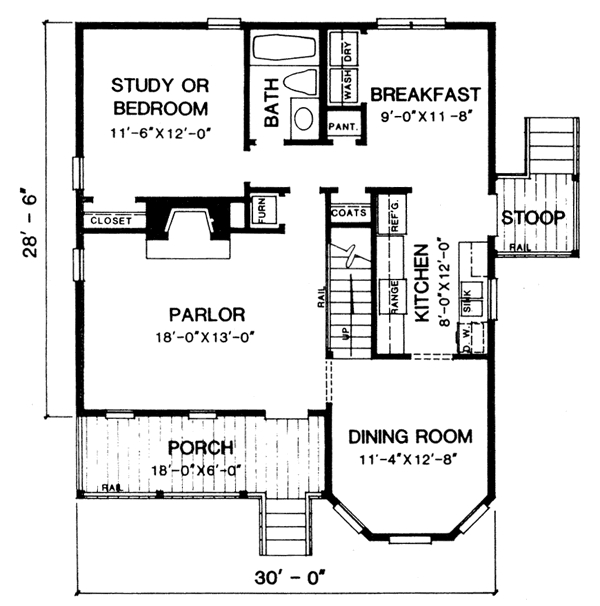 STUDY OR
BEDROOM
11'-6"X12'-0"
BATH
WASH
DRY
BREAKFAST
9'-0"X11-8"
PANT.
28'-6"
CLOSET
FURN
COATS
REF'G.
STOOP
RAIL
PARLOR
18'-0"X13'-0"
RAIL
UP
RANGE
KITCHEN
8'-0"X12'-0"
SINK
D.W.
PORCH
18'-0"X6'-0"
RAIL
DINING ROOM
11'-4"X12'-8"
30'-0"